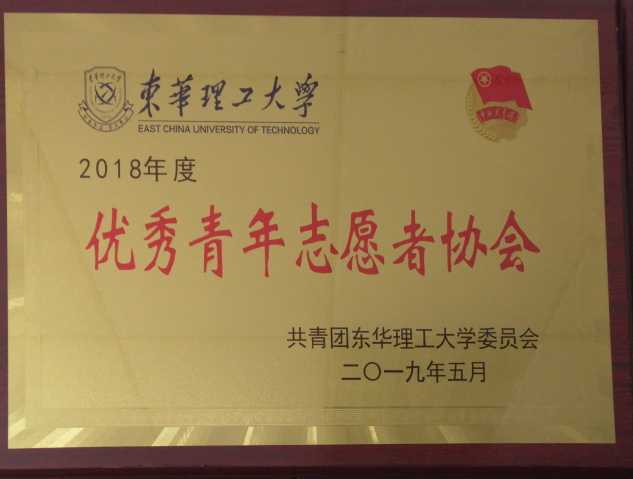 東華理工大学
EAST CHINA UNIVERSITY OF TECHNOLOGY
2018年度
优秀青年志愿者协会
共青团东华理工大学委员会
二〇一九年五月